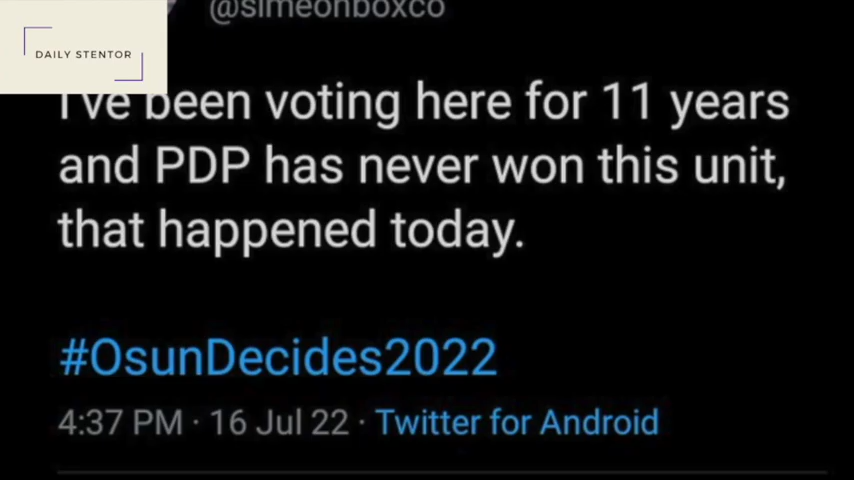 @simeonboxco
DAILY STENTOR
I've been voting here for 11 years
and PDP has never won this unit,
that happened today.
#OsunDecides2022
4:37 PM · 16 Jul 22 · Twitter for Android